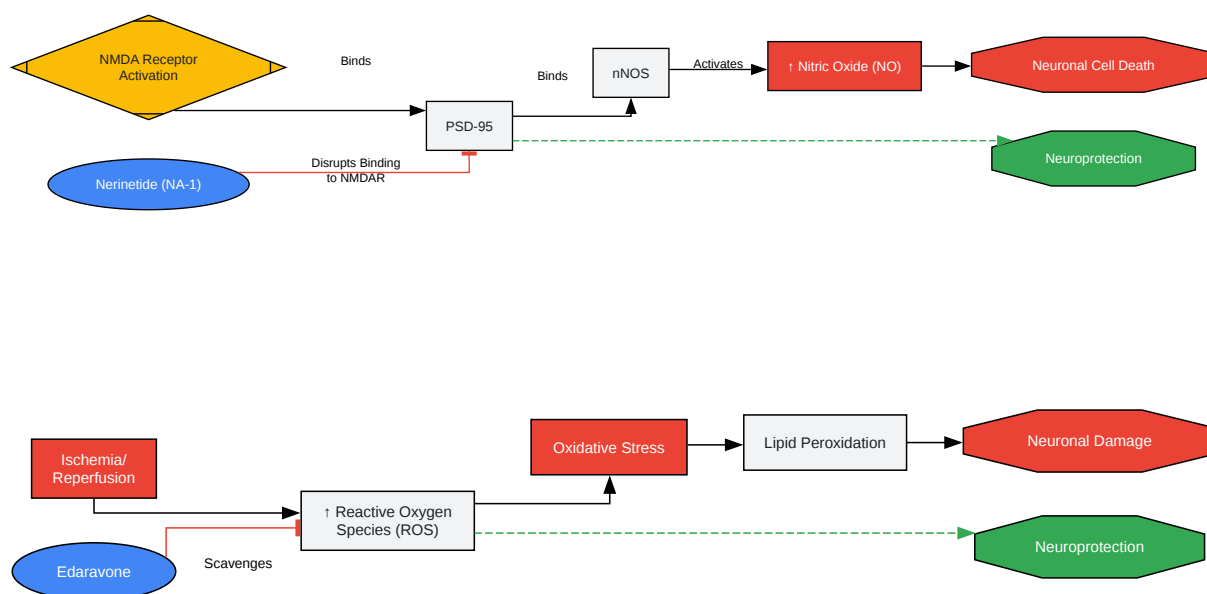 NMDA Receptor
Activation
Binds
PSD-95
Binds
nNOS
Activates
↑ Nitric Oxide (NO)
Neuronal Cell Death
Nerinetide (NA-1)
Disrupts Binding
to NMDAR
Neuroprotection
Ischemia/
Reperfusion
↑ Reactive Oxygen
Species (ROS)
Oxidative Stress
Lipid Peroxidation
Neuronal Damage
Edaravone
Scavenges
Neuroprotection